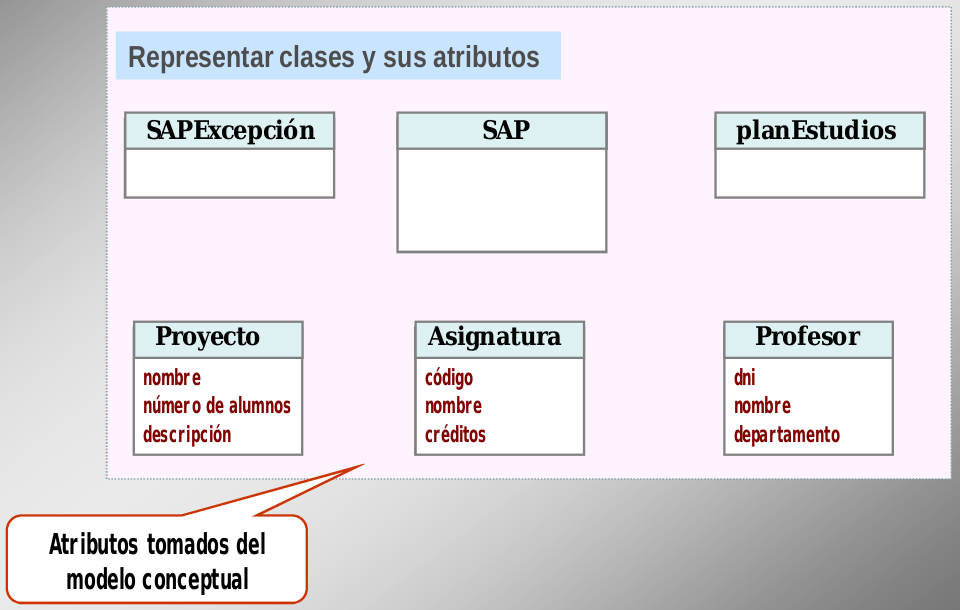 Representar clases y sus atributos
SAPExcepción
SAP
planEstudios
Proyecto
nombre
número de alumnos
descripción
Asignatura
código
nombre
créditos
Profesor
dni
nombre
departamento
Atributos tomados del
modelo conceptual